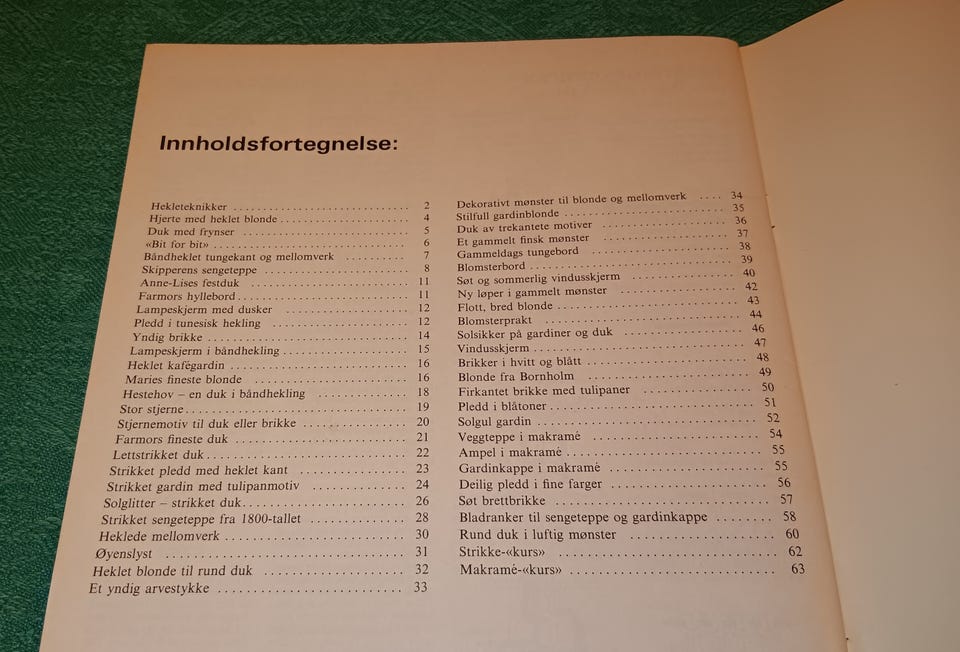 Innholdsfortegnelse:
Hekleteknikker 2
Hjerte med heklet blonde 4
Duk med frynser 5
«Bit for bit» 6
Båndheklet tungekant og mellomverk 7
Skipperens sengeteppe 8
Anne-Lises festduk 11
Farmors hyllebord 11
Lampeskjerm med dusker 12
Pledd i tunesisk hekling 12
Yndig brikke 14
Lampeskjerm i båndhekling 15
Heklet kafégardin 16
Maries fineste blonde 16
Hestehov – en duk i båndhekling 18
Stor stjerne 19
Stjernemotiv til duk eller brikke 20
Farmors fineste duk 21
Lettstrikket duk 22
Strikket pledd med heklet kant 23
Strikket gardin med tulipanmotiv 24
Solglitter – strikket duk 26
Strikket sengeteppe fra 1800-tallet 28
Heklede mellomverk 30
Øyenslyst 31
Heklet blonde til rund duk 32
Et yndig arvestykke 33
Dekorativt mønster til blonde og mellomverk 34
Stilfull gardinblonde 35
Duk av trekantete motiver 36
Et gammelt finsk mønster 37
Gammeldags tungebord 38
Blomsterbord 39
Søt og sommerlig vindusskjerm 40
Ny løper i gammelt mønster 42
Flott, bred blonde 43
Blomsterprakt 44
Solsikker på gardiner og duk 46
Vindusskjerm 47
Brikker i hvitt og blått 48
Blonde fra Bornholm 49
Firkantet brikke med tulipaner 50
Pledd i blåtoner 51
Solgul gardin 52
Veggteppe i makramé 54
Ampel i makramé 55
Gardinkappe i makramé 55
Deilig pledd i fine farger 56
Søt brettbrikke 57
Bladranker til sengeteppe og gardinkappe 58
Rund duk i luftig mønster 60
Strikke-«kurs» 62
Makramé-«kurs» 63